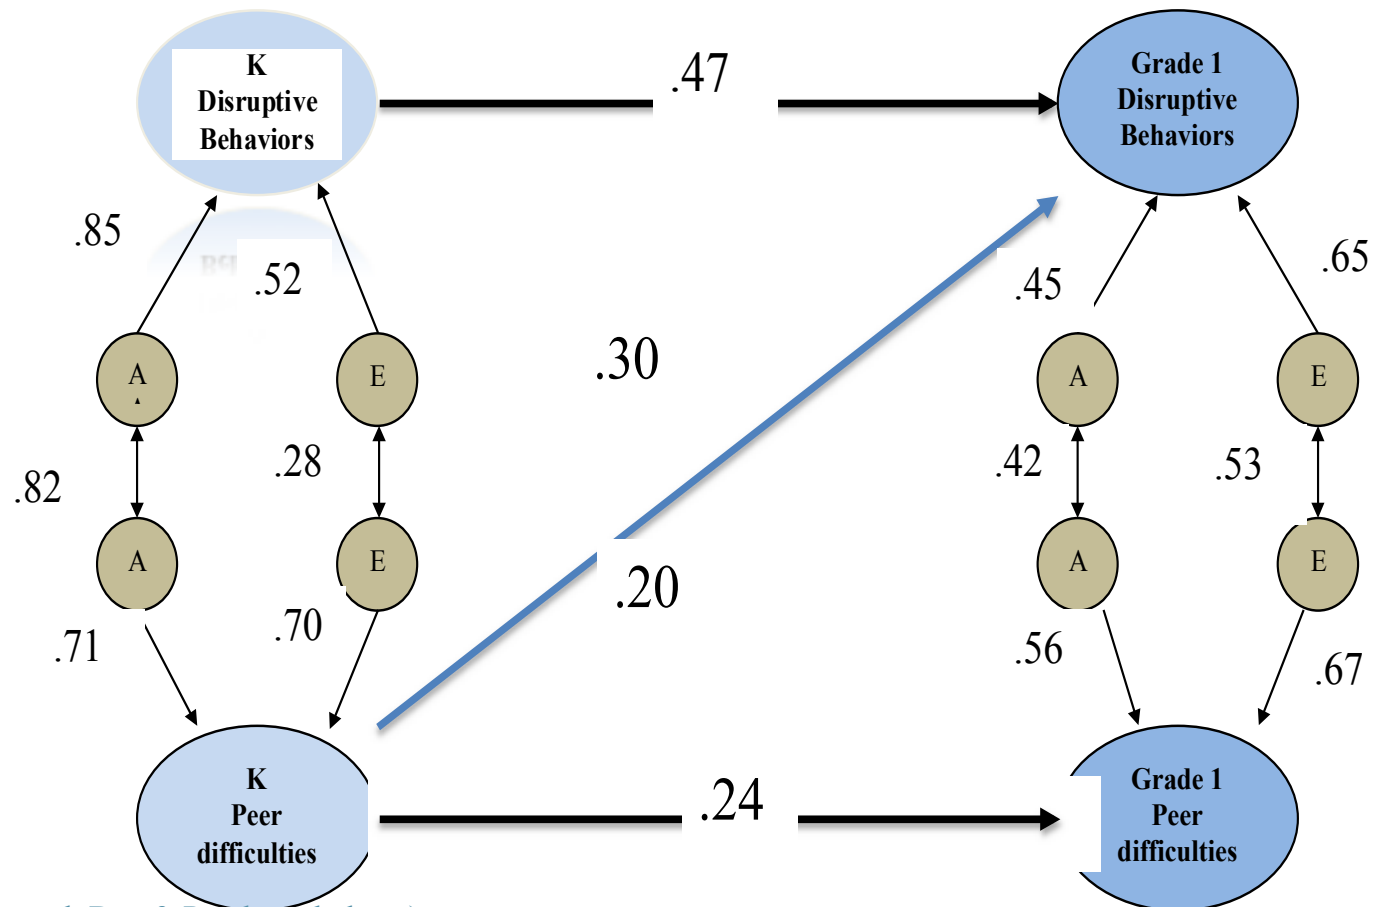 K
Disruptive
Behaviors
.47
Grade 1
Disruptive
Behaviors
.85
.52
.45
.65
.30
A
E
A
E
.82
.28
.42
.53
A
E
A
E
.20
.71
.70
.56
.67
K
Peer
difficulties
.24
Grade 1
Peer
difficulties